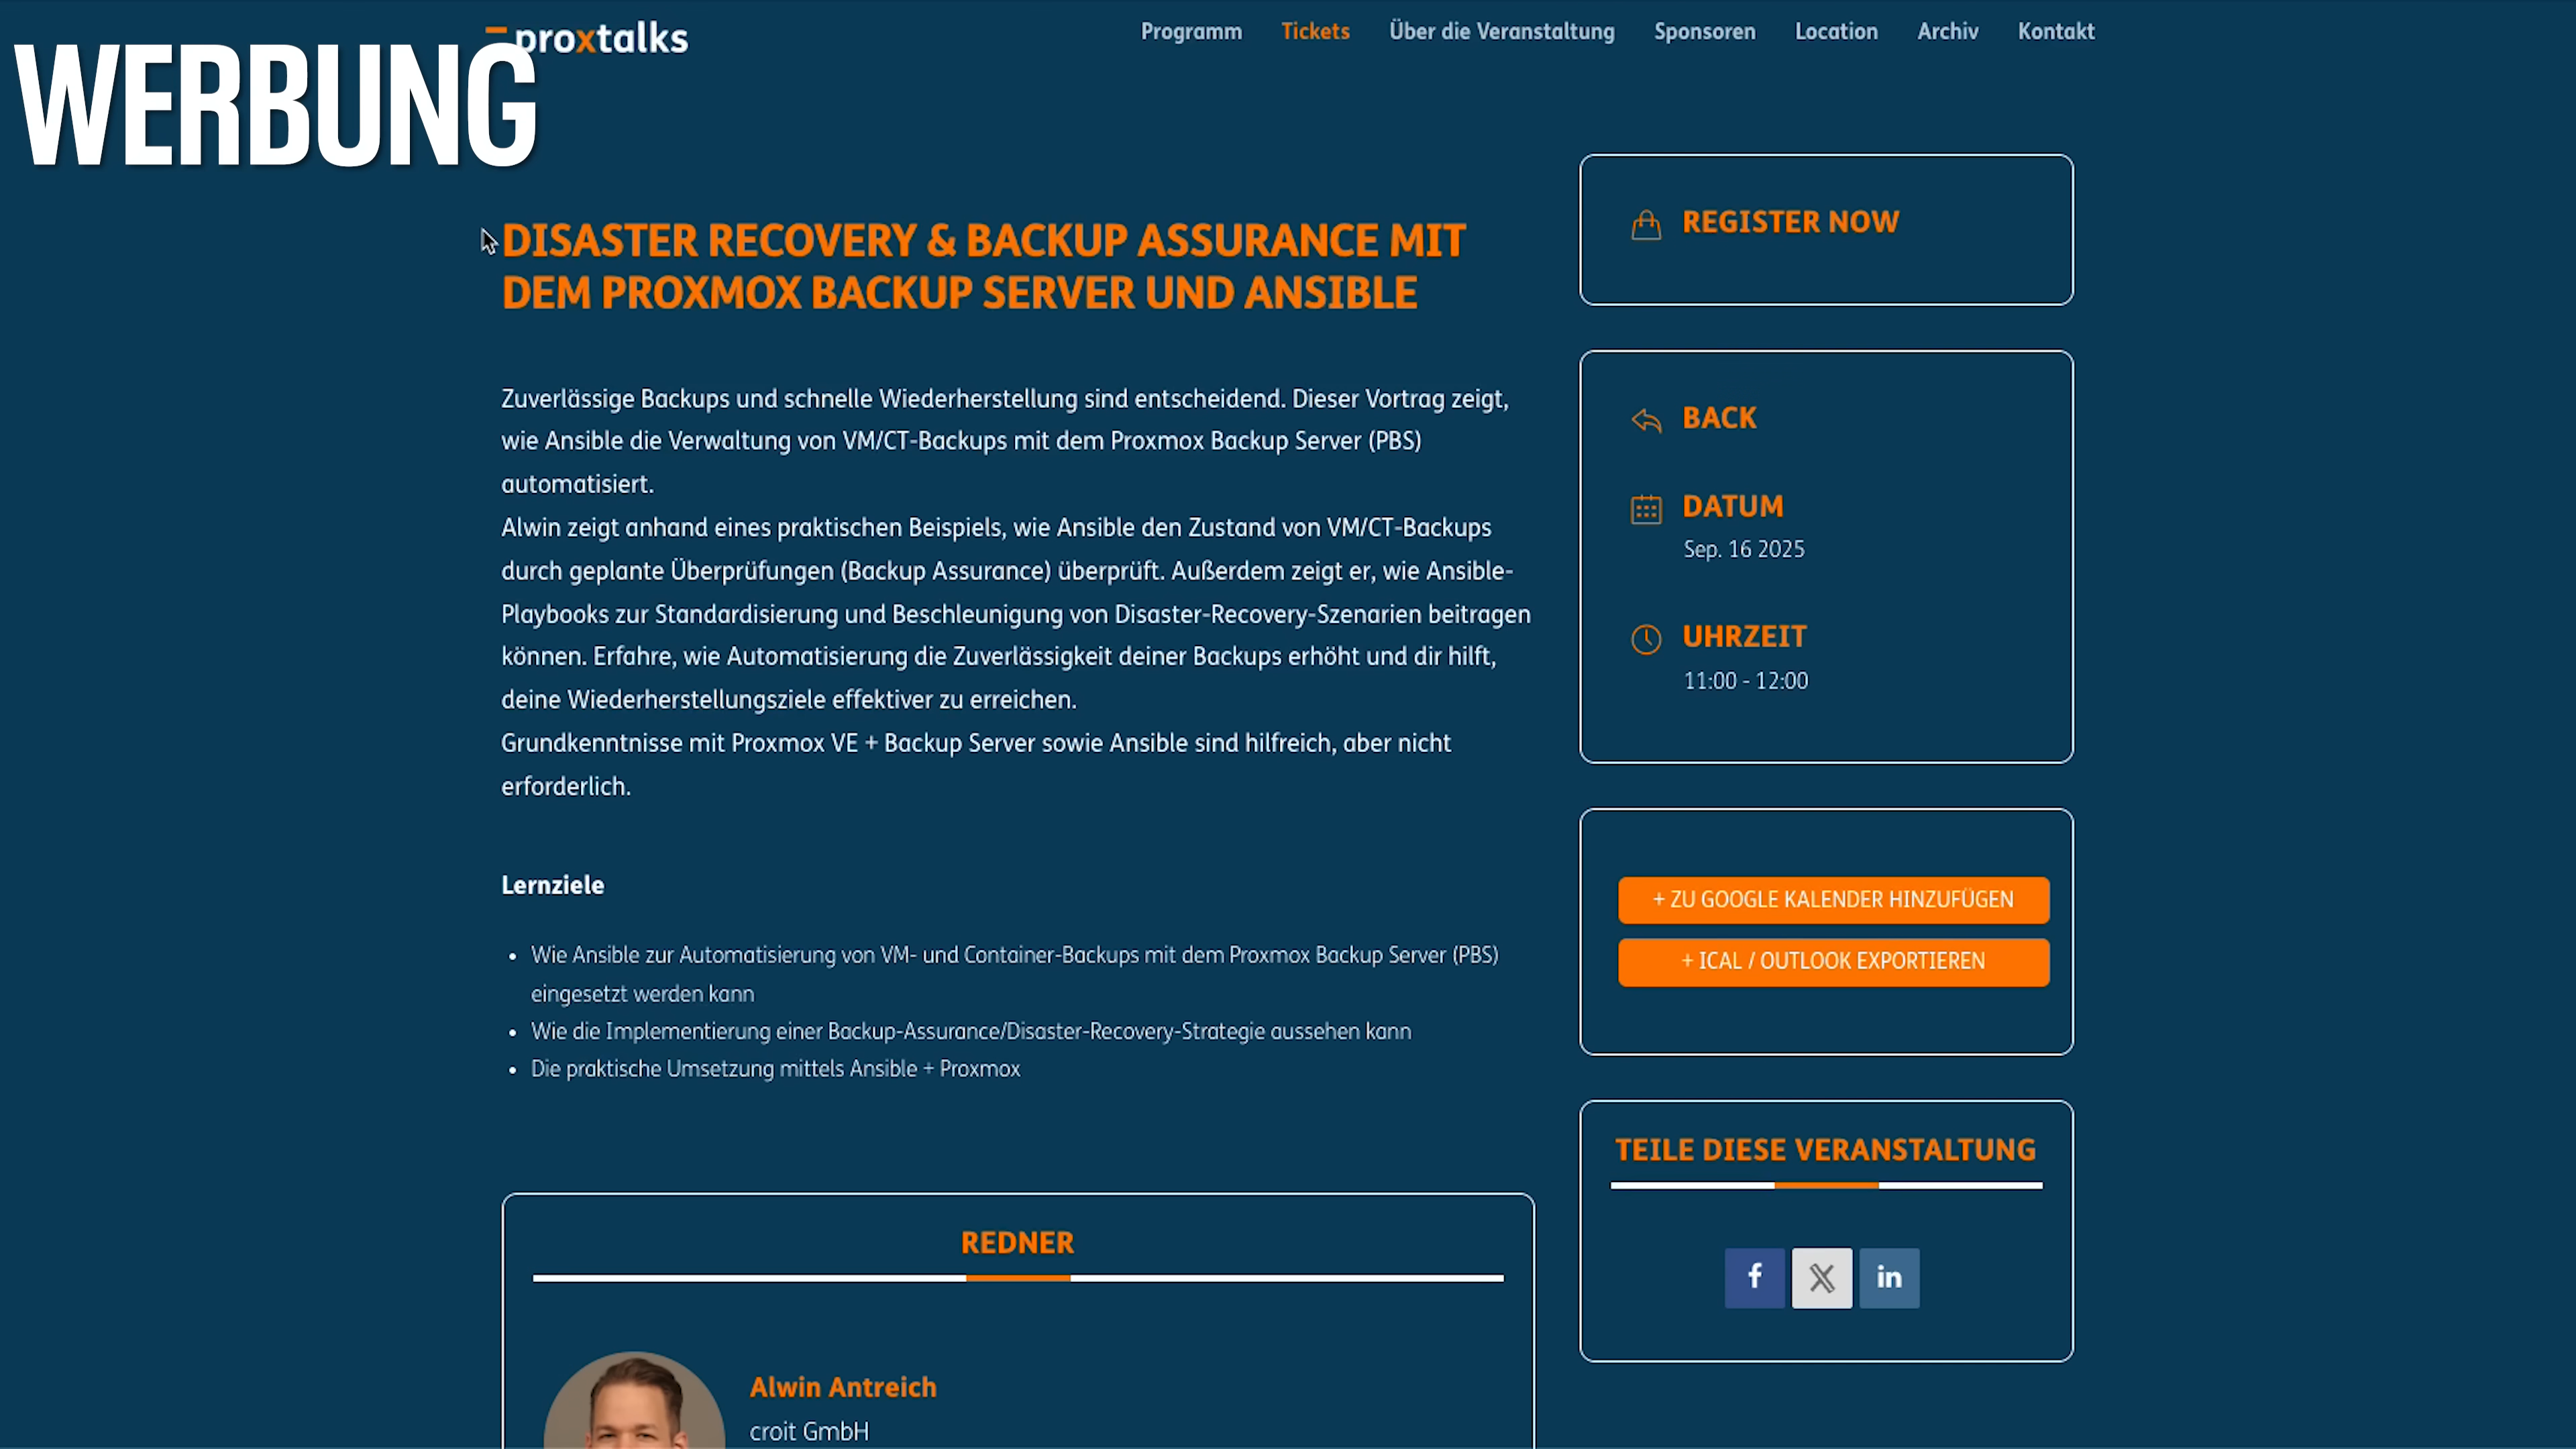 proxtalks
Programm
Tickets
Über die Veranstaltung
Sponsoren
Location
Archiv
Kontakt
WERBUNG
DISASTER RECOVERY & BACKUP ASSURANCE MIT
DEM PROXMOX BACKUP SERVER UND ANSIBLE
Zuverlässige Backups und schnelle Wiederherstellung sind entscheidend. Dieser Vortrag zeigt,
wie Ansible die Verwaltung von VM/CT-Backups mit dem Proxmox Backup Server (PBS)
automatisiert.
Alwin zeigt anhand eines praktischen Beispiels, wie Ansible den Zustand von VM/CT-Backups
durch geplante Überprüfungen (Backup Assurance) überprüft. Außerdem zeigt er, wie Ansible-
Playbooks zur Standardisierung und Beschleunigung von Disaster-Recovery-Szenarien beitragen
können. Erfahre, wie Automatisierung die Zuverlässigkeit deiner Backups erhöht und dir hilft,
deine Wiederherstellungsziele effektiver zu erreichen.
Grundkenntnisse mit Proxmox VE + Backup Server sowie Ansible sind hilfreich, aber nicht
erforderlich.
Lernziele
• Wie Ansible zur Automatisierung von VM- und Container-Backups mit dem Proxmox Backup Server (PBS)
eingesetzt werden kann
• Wie die Implementierung einer Backup-Assurance/Disaster-Recovery-Strategie aussehen kann
• Die praktische Umsetzung mittels Ansible + Proxmox
REDNER
Alwin Antreich
croit GmbH
REGISTER NOW
BACK
DATUM
Sep. 16 2025
UHRZEIT
11:00 - 12:00
+ ZU GOOGLE KALENDER HINZUFÜGEN
+ ICAL / OUTLOOK EXPORTIEREN
TEILE DIESE VERANSTALTUNG
f
X
in